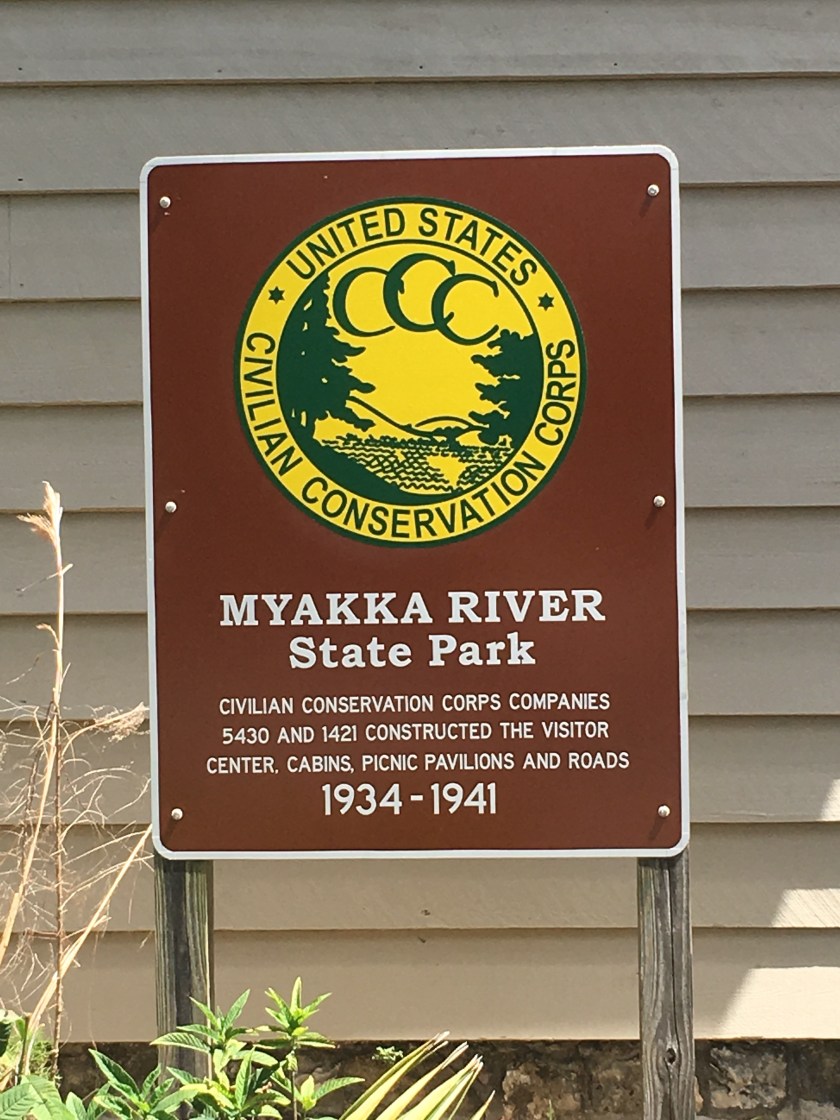 UNITED STATES
CCC
CIVILIAN CONSERVATION CORPS
MYAKKA RIVER
State Park
CIVILIAN CONSERVATION CORPS COMPANIES
5430 AND 1421 CONSTRUCTED THE VISITOR
CENTER, CABINS, PICNIC PAVILIONS AND ROADS
1934-1941